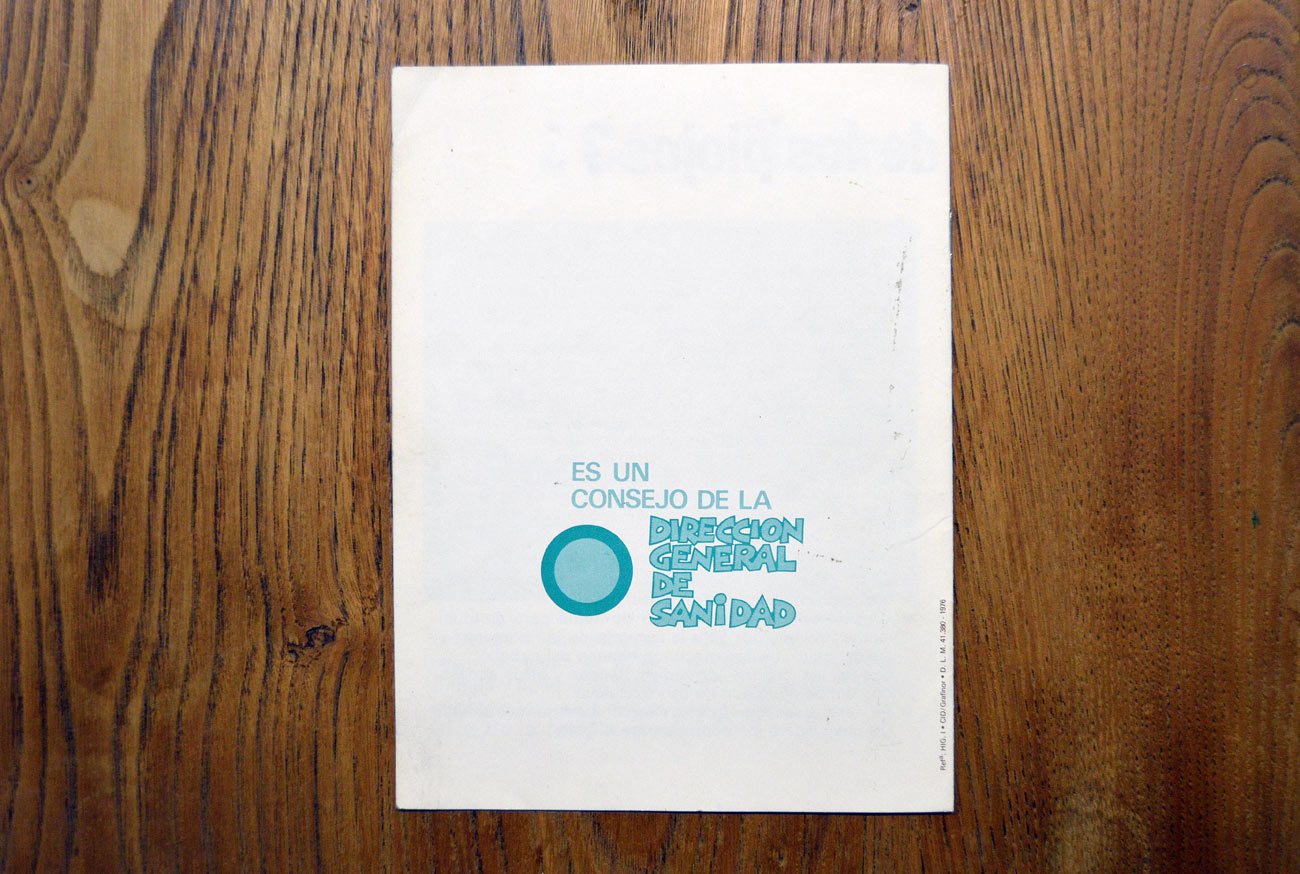 ES UN
CONSEJO DE LA
DIRECCION
GENERAL
DE
SANiDAD
Refª. HIG. I • CID/Grafinor • D. L. M. 41.380 - 1976